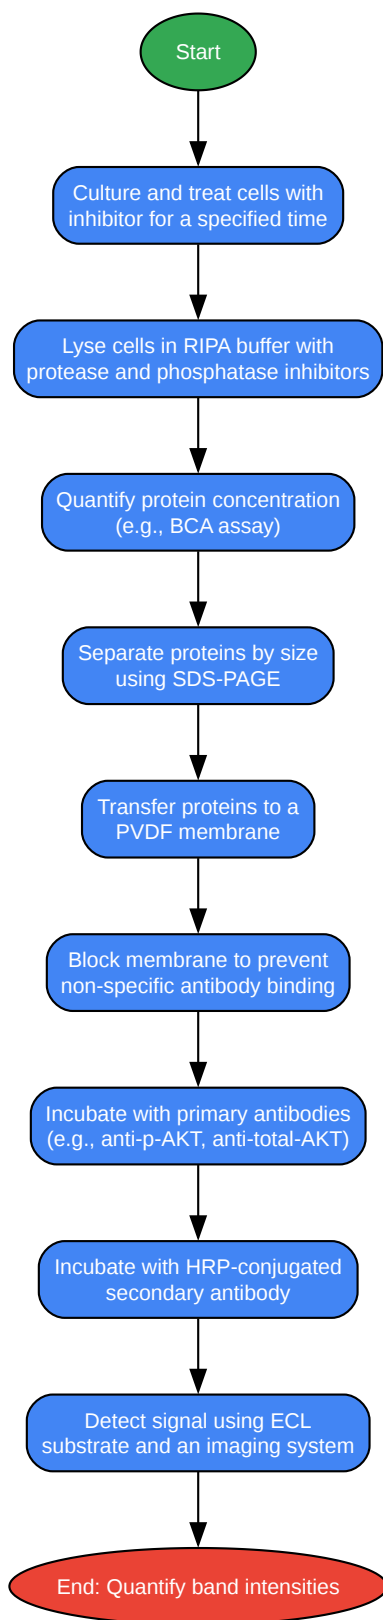 Start
Culture and treat cells with
inhibitor for a specified time
Lyse cells in RIPA buffer with
protease and phosphatase inhibitors
Quantify protein concentration
(e.g., BCA assay)
Separate proteins by size
using SDS-PAGE
Transfer proteins to a
PVDF membrane
Block membrane to prevent
non-specific antibody binding
Incubate with primary antibodies
(e.g., anti-p-AKT, anti-total-AKT)
Incubate with HRP-conjugated
secondary antibody
Detect signal using ECL
substrate and an imaging system
End: Quantify band intensities